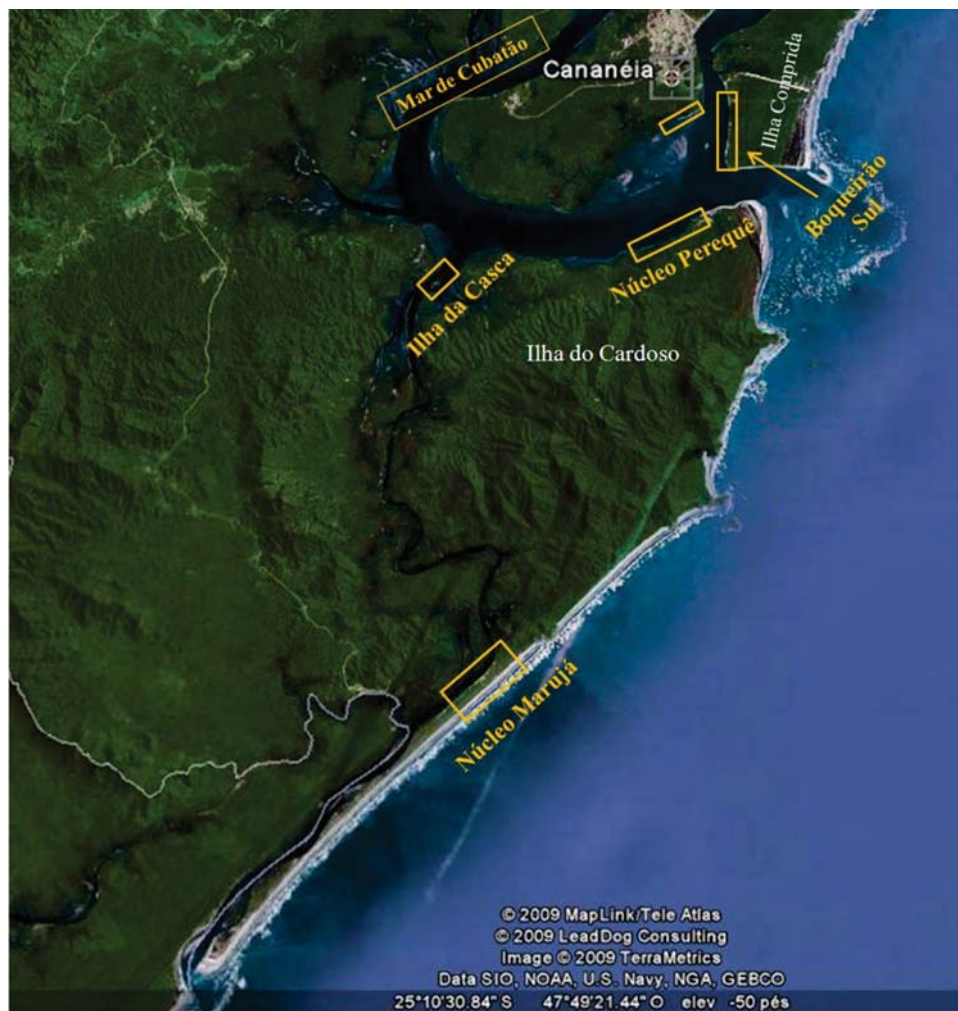 Mar de Cubatão
Cananéia
Ilha Comprida
Boqueirão
Sul
Núcleo Perequê
Ilha da Casca
Ilha do Cardoso
Núcleo Marujá
© 2009 MapLink/Tele Atlas
© 2009 LeadDog Consulting
Image © 2009 TerraMetrics
Data SIO, NOAA, U.S. Navy, NGA, GEBCO
25°10'30.84" S 47°49'21.44" O elev -50 pés